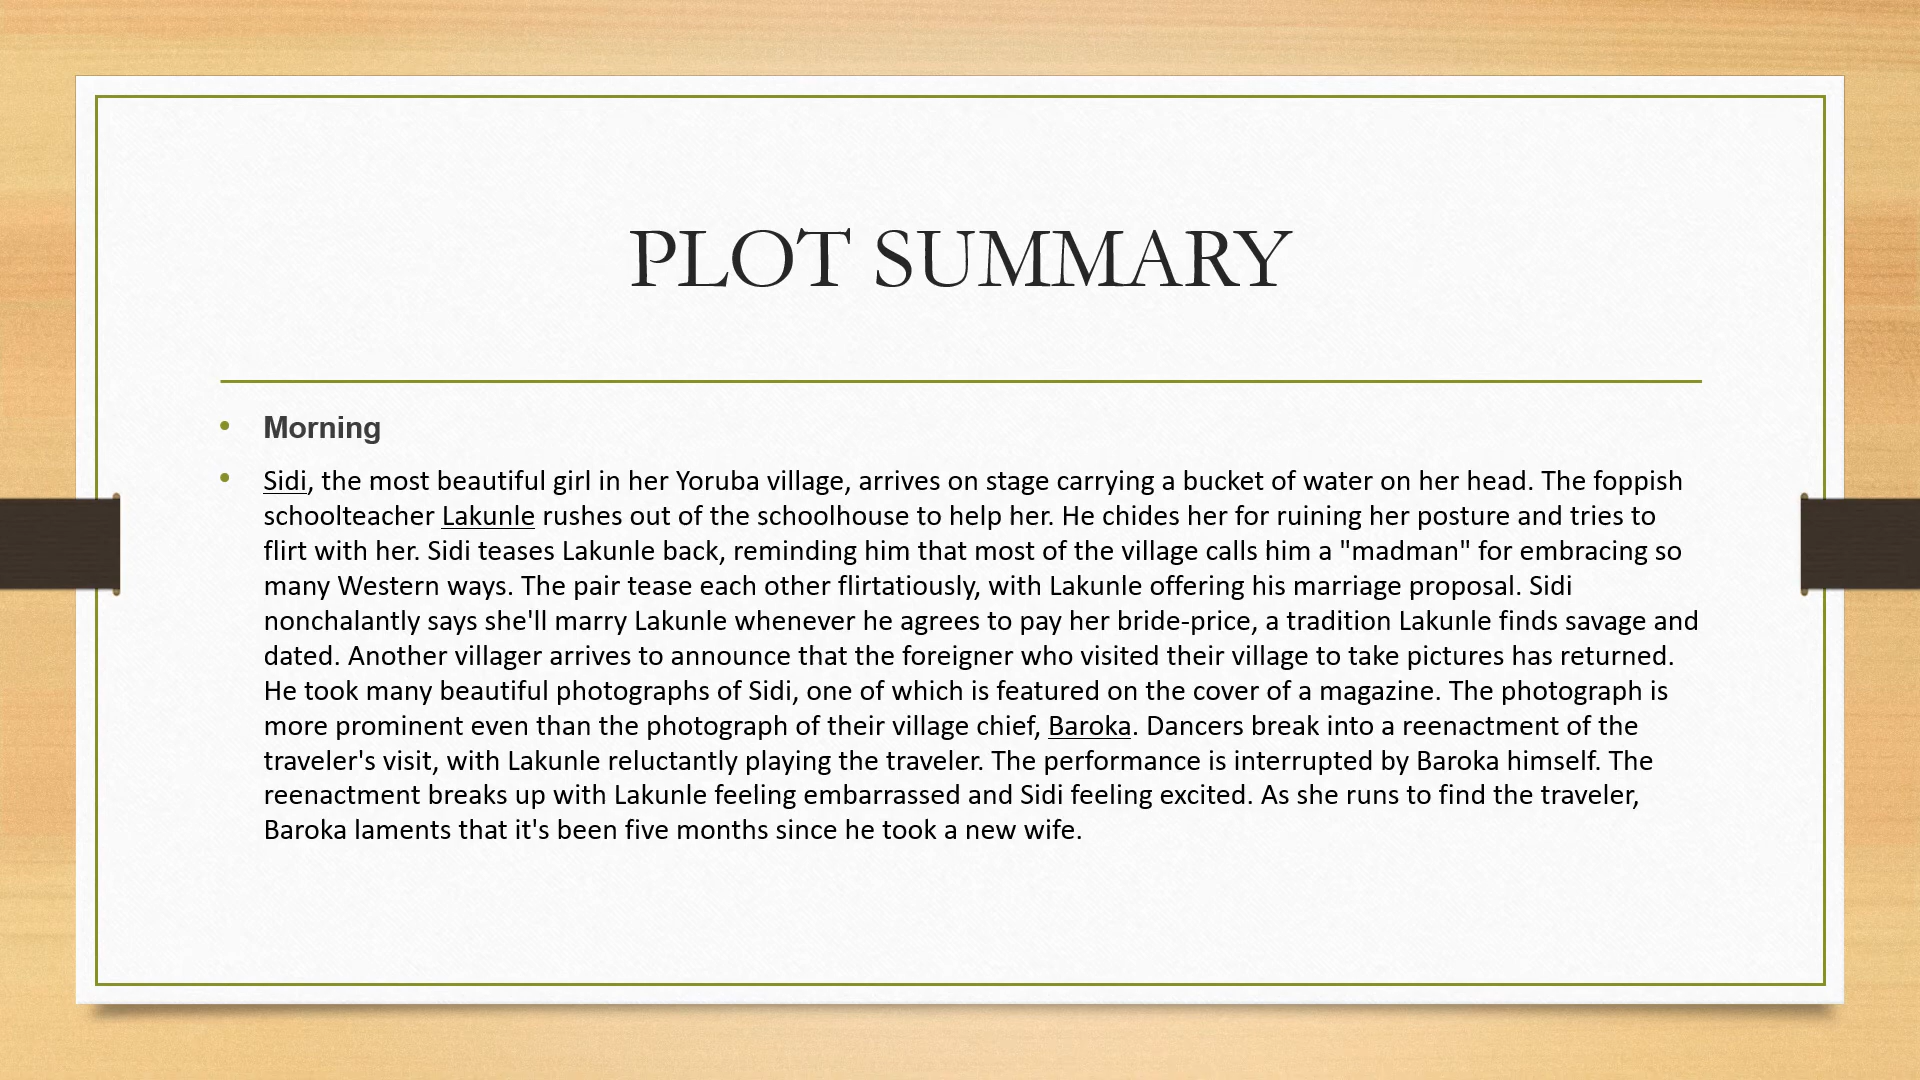 PLOT SUMMARY
• Morning
• Sidi, the most beautiful girl in her Yoruba village, arrives on stage carrying a bucket of water on her head. The foppish
schoolteacher Lakunle rushes out of the schoolhouse to help her. He chides her for ruining her posture and tries to
flirt with her. Sidi teases Lakunle back, reminding him that most of the village calls him a "madman" for embracing so
many Western ways. The pair tease each other flirtatiously, with Lakunle offering his marriage proposal. Sidi
nonchalantly says she'll marry Lakunle whenever he agrees to pay her bride-price, a tradition Lakunle finds savage and
dated. Another villager arrives to announce that the foreigner who visited their village to take pictures has returned.
He took many beautiful photographs of Sidi, one of which is featured on the cover of a magazine. The photograph is
more prominent even than the photograph of their village chief, Baroka. Dancers break into a reenactment of the
traveler's visit, with Lakunle reluctantly playing the traveler. The performance is interrupted by Baroka himself. The
reenactment breaks up with Lakunle feeling embarrassed and Sidi feeling excited. As she runs to find the traveler,
Baroka laments that it's been five months since he took a new wife.